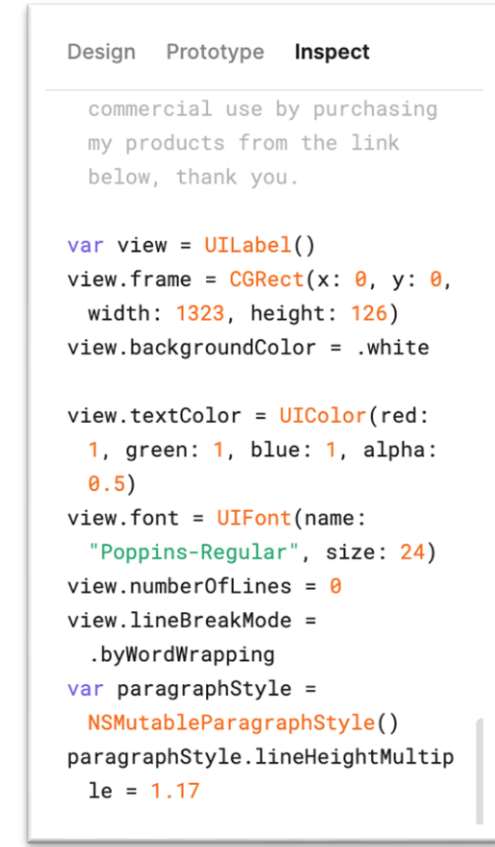 Design Prototype Inspect
commercial use by purchasing
my products from the link
below, thank you.
var view = UILabel()
view.frame = CGRect(x: 0, y: 0,
width: 1323, height: 126)
view.backgroundColor = .white
view.textColor = UIColor(red:
1, green: 1, blue: 1, alpha:
0.5)
view.font = UIFont(name:
"Poppins-Regular", size: 24)
view.numberOfLines = 0
view.lineBreakMode =
.byWordWrapping
var paragraphStyle =
NSMutableParagraphStyle()
paragraphStyle.lineHeightMultip
le = 1.17